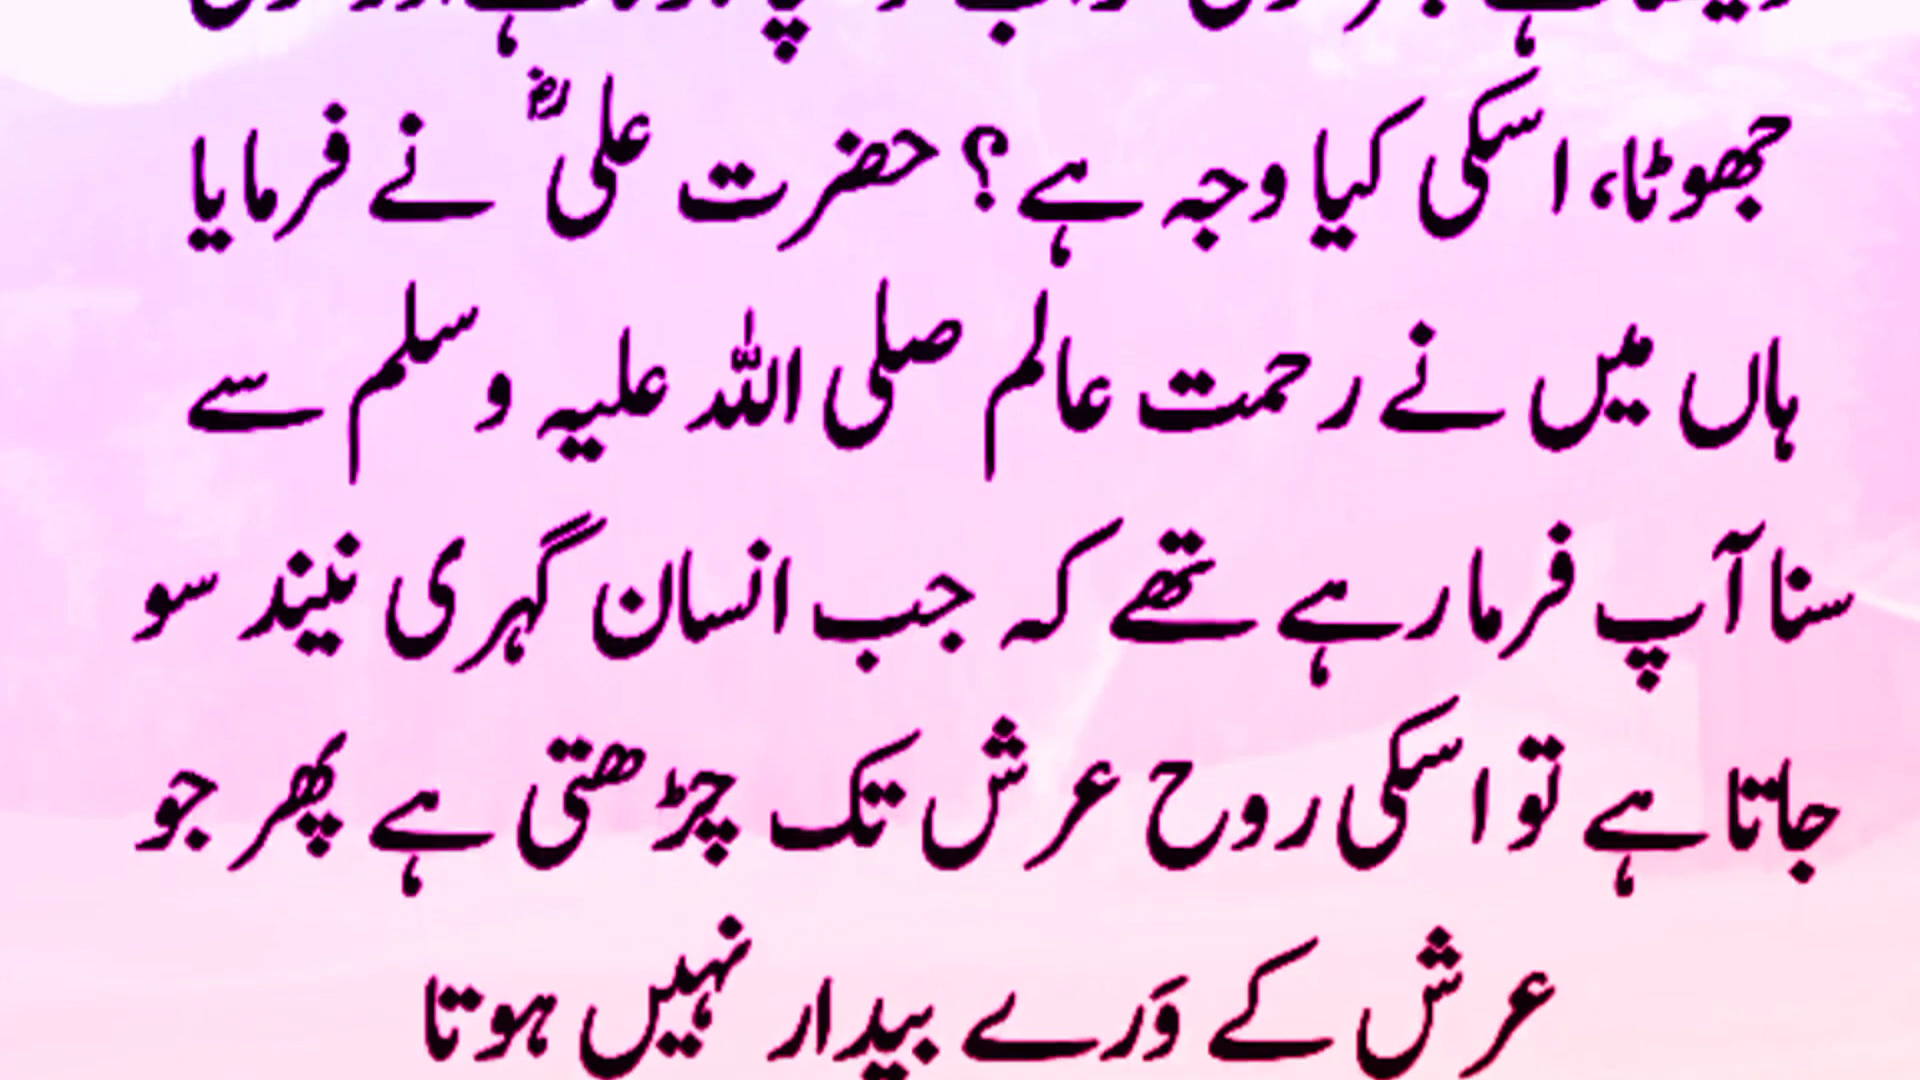 جھوٹا، اسکی کیا وجہ ہے؟ حضرت علیؓ نے فرمایا
ہاں میں نے رحمت عالم صلی اللہ علیہ وسلم سے
سنا آپ فرما رہے تھے کہ جب انسان گہری نیند سو
جاتا ہے تو اسکی روح عرش تک چڑھتی ہے پھر جو
عرش کے وَرے بیدار نہیں ہوتا